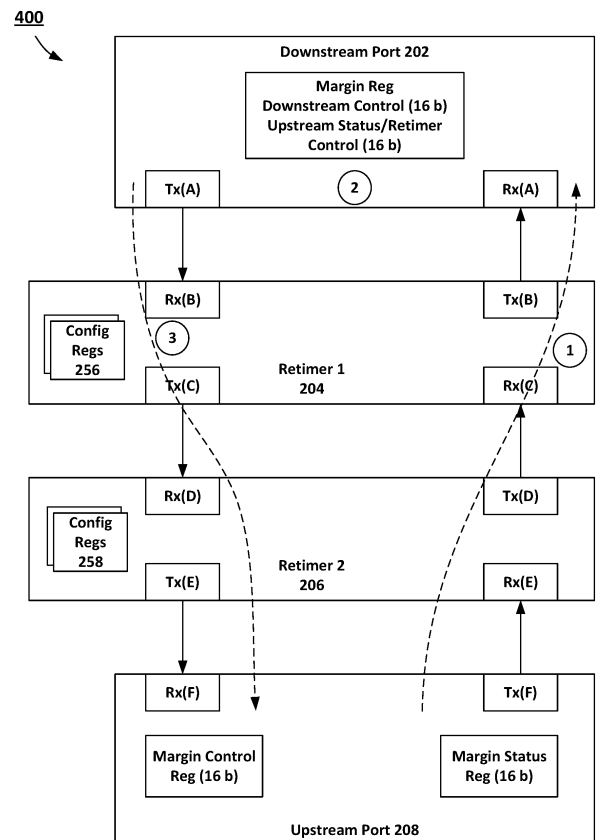 400
Downstream Port 202
Margin Reg
Downstream Control (16 b)
Upstream Status/Retimer
Control (16 b)
Tx(A)
2
Rx(A)
Rx(B)
Tx(B)
Config
Regs
256
3
1
Retimer 1
204
Tx(C)
Rx(C)
Rx(D)
Tx(D)
Config
Regs
258
Retimer 2
206
Tx(E)
Rx(E)
Rx(F)
Tx(F)
Margin Control
Reg (16 b)
Margin Status
Reg (16 b)
Upstream Port 208